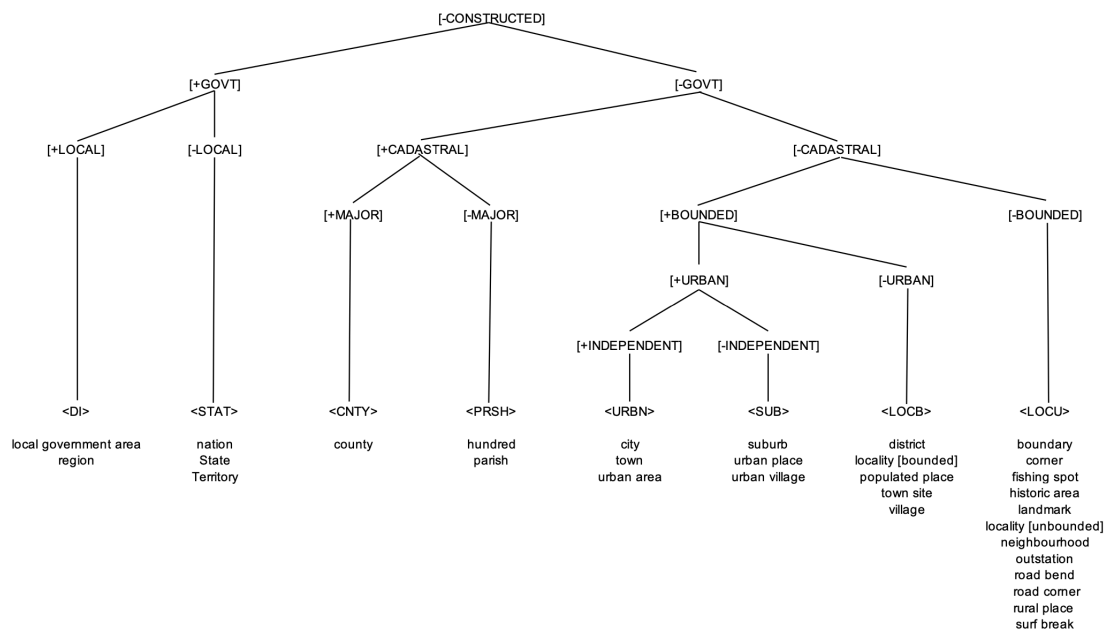 [-CONSTRUCTED]
[+GOVT] [-GOVT]
[+LOCAL] [-LOCAL] [+CADASTRAL] [-CADASTRAL]
[+MAJOR] [-MAJOR] [+BOUNDED] [-BOUNDED]
[+URBAN] [-URBAN]
[+INDEPENDENT] [-INDEPENDENT]
<DI> <STAT> <CNTY> <PRSH> <URBN> <SUB> <LOCB> <LOCU>
local government area nation county hundred city suburb district boundary
region State parish town urban place locality [bounded] corner
Territory urban area urban village populated place fishing spot
town site historic area
village landmark
locality [unbounded]
neighbourhood
outstation
road bend
road corner
rural place
surf break